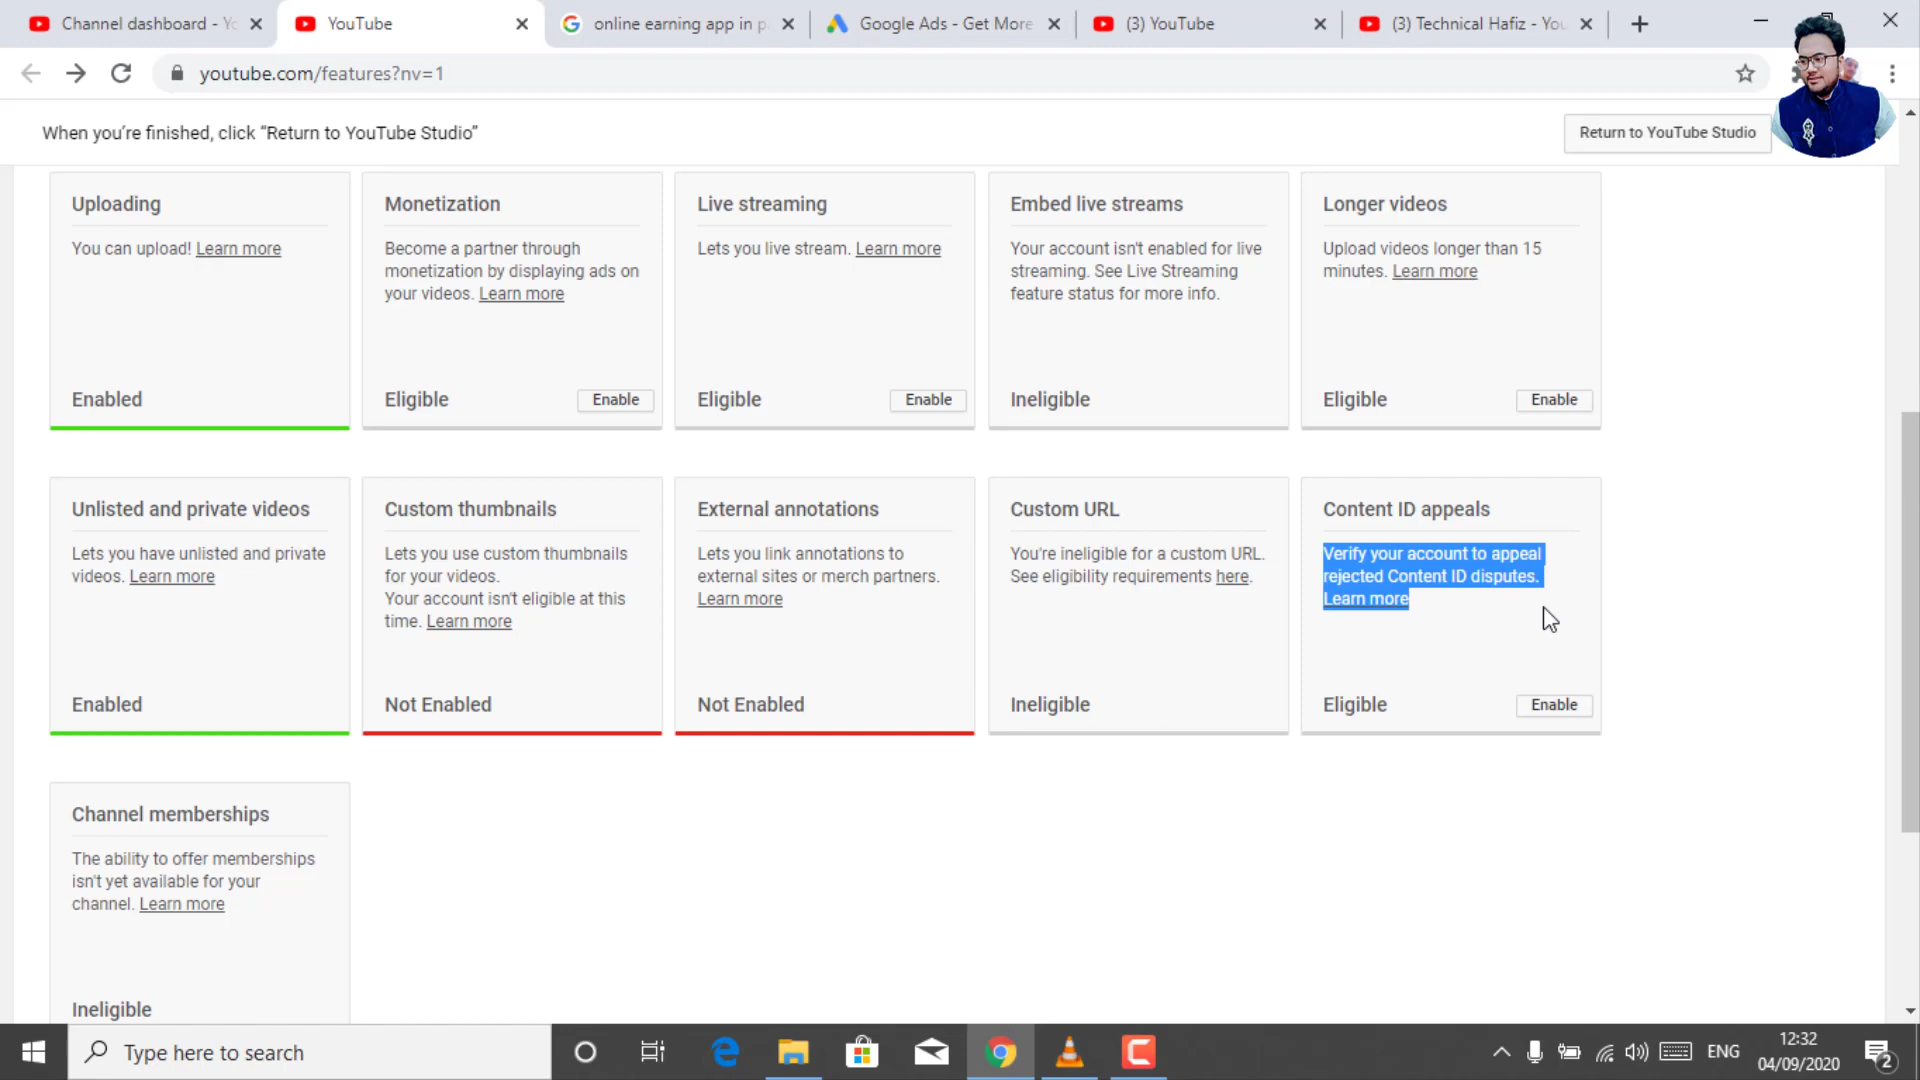 Channel dashboard - Yo
YouTube
online earning app in p
Google Ads - Get More
(3) YouTube
(3) Technical Hafiz - You
youtube.com/features?nv=1
When you're finished, click "Return to YouTube Studio"
Return to YouTube Studio
Uploading
You can upload! Learn more
Enabled
Monetization
Become a partner through
monetization by displaying ads on
your videos. Learn more
Eligible
Enable
Live streaming
Lets you live stream. Learn more
Eligible
Enable
Embed live streams
Your account isn't enabled for live
streaming. See Live Streaming
feature status for more info.
Ineligible
Longer videos
Upload videos longer than 15
minutes. Learn more
Eligible
Enable
Unlisted and private videos
Lets you have unlisted and private
videos. Learn more
Enabled
Custom thumbnails
Lets you use custom thumbnails
for your videos.
Your account isn't eligible at this
time. Learn more
Not Enabled
External annotations
Lets you link annotations to
external sites or merch partners.
Learn more
Not Enabled
Custom URL
You're ineligible for a custom URL.
See eligibility requirements here.
Ineligible
Content ID appeals
Verify your account to appeal
rejected Content ID disputes.
Learn more
Eligible
Enable
Channel memberships
The ability to offer memberships
isn't yet available for your
channel. Learn more
Ineligible
Type here to search
ENG
12:32
04/09/2020
2